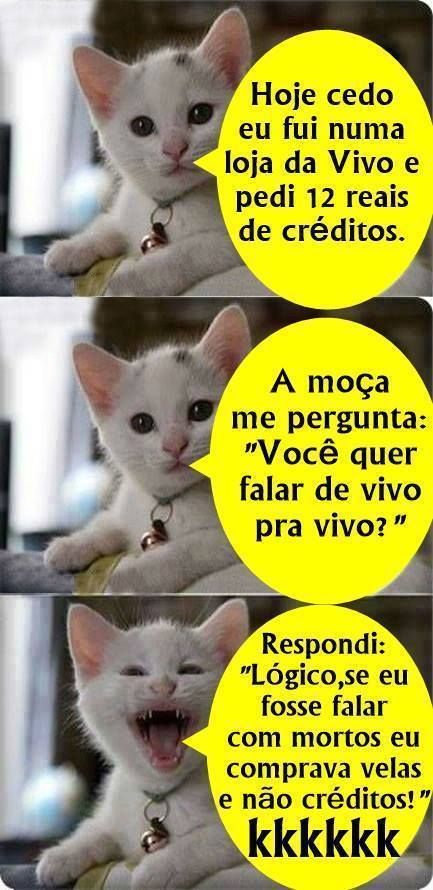 Hoje cedo
eu fui numa
loja da Vivo e
pedi 12 reais
de créditos.
A moça
me pergunta:
"Você quer
falar de vivo
pra vivo?"
Respondi:
"Lógico,se eu
fosse falar
com mortos eu
comprava velas
e não créditos!"
kkkkkk